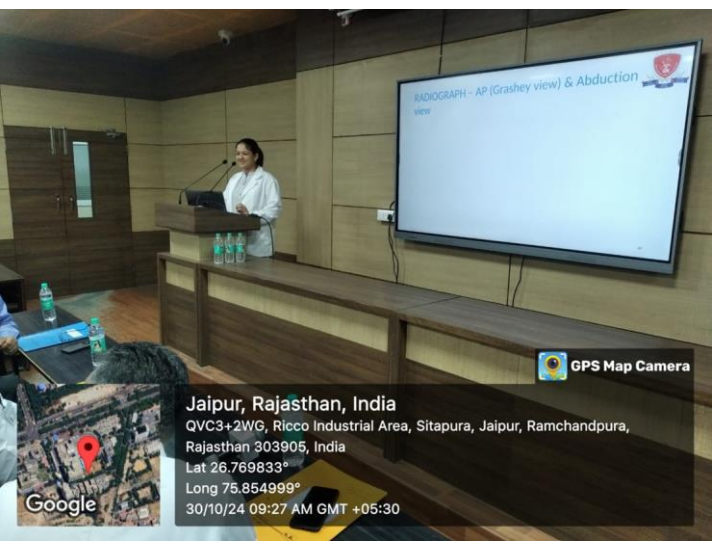 RADIOGRAPH – AP (Grashey view) & Abduction
view
GPS Map Camera
Jaipur, Rajasthan, India
QVC3+2WG, Ricco Industrial Area, Sitapura, Jaipur, Ramchandpura,
Rajasthan 303905, India
Lat 26.769833°
Long 75.854999°
30/10/24 09:27 AM GMT +05:30
Google